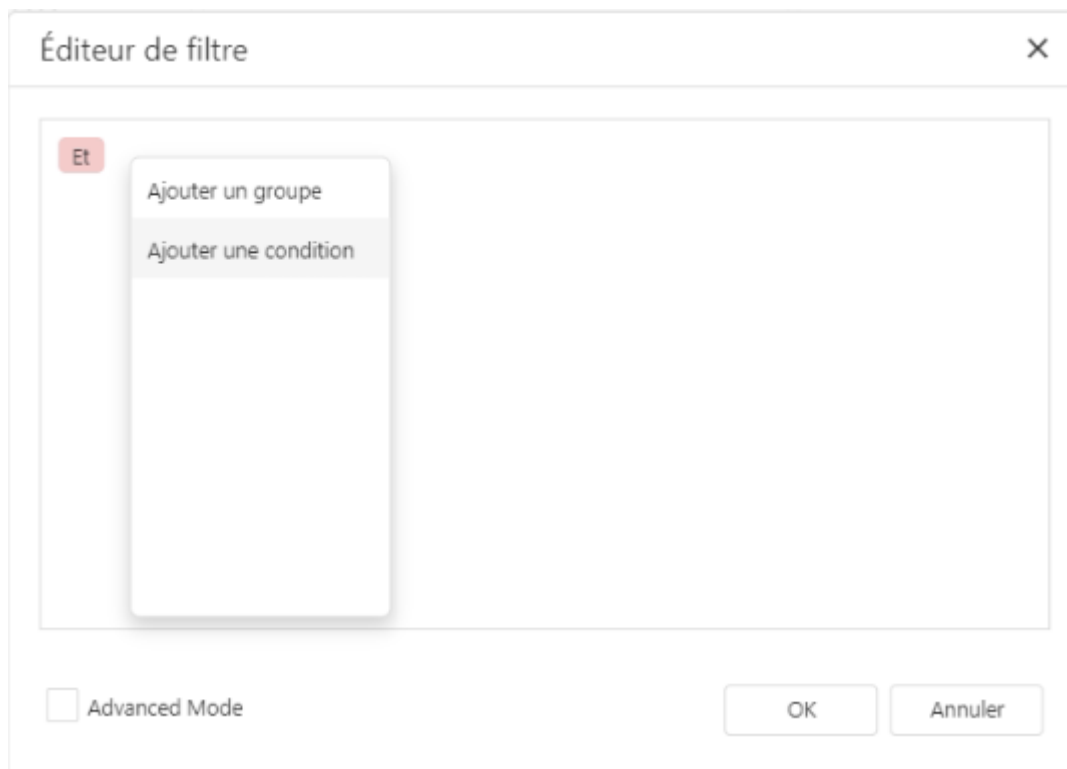 Éditeur de filtre
Et
Ajouter un groupe
Ajouter une condition
Advanced Mode
OK
Annuler